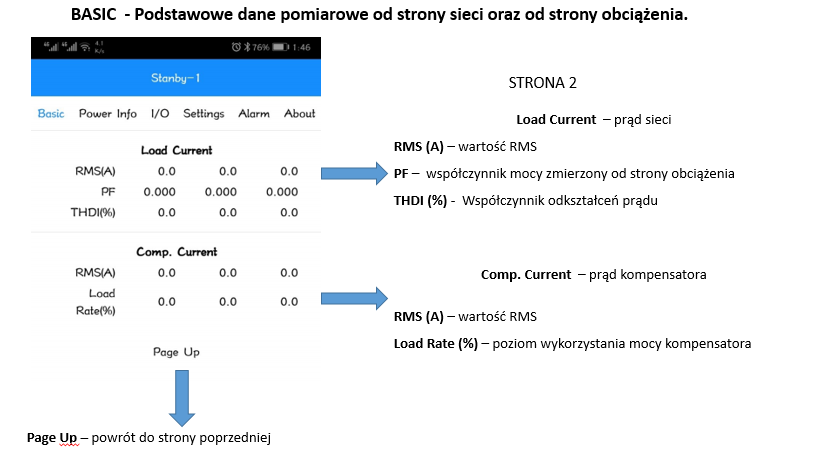 BASIC - Podstawowe dane pomiarowe od strony sieci oraz od strony obciążenia.
4.1 K/s 76% 1:46
Stanby-1
STRONA 2
Basic Power Info I/O Settings Alarm About
Load Current – prąd sieci
Load Current
RMS (A) – wartość RMS
RMS(A) 0.0 0.0 0.0
PF – współczynnik mocy zmierzony od strony obciążenia
PF 0.000 0.000 0.000
THDI (%) - Współczynnik odkształceń prądu
THDI(%) 0.0 0.0 0.0
Comp. Current
Comp. Current – prąd kompensatora
RMS(A) 0.0 0.0 0.0
Load Rate(%) 0.0 0.0 0.0
RMS (A) – wartość RMS
Load Rate (%) – poziom wykorzystania mocy kompensatora
Page Up
Page Up – powrót do strony poprzedniej